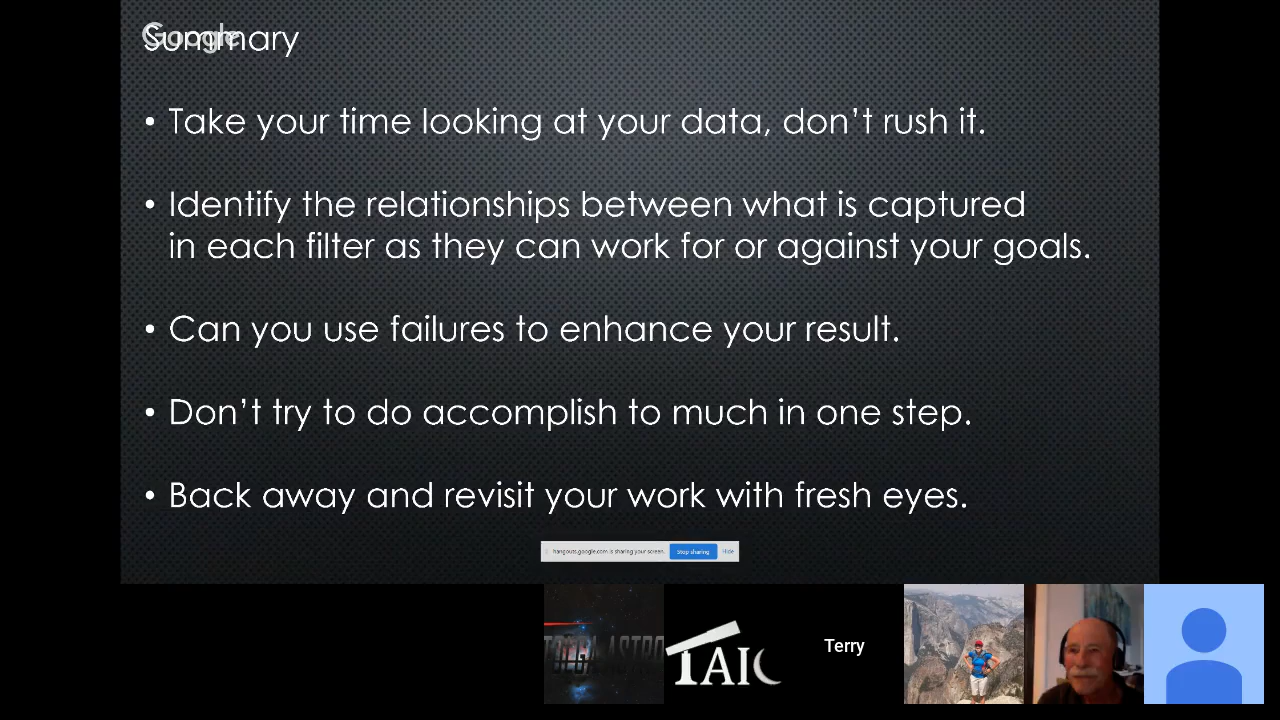 Google
Summary
• Take your time looking at your data, don't rush it.
• Identify the relationships between what is captured
in each filter as they can work for or against your goals.
• Can you use failures to enhance your result.
• Don't try to do accomplish to much in one step.
• Back away and revisit your work with fresh eyes.
hangouts.google.com is sharing your screen. Stop sharing Hide
TAIC
Terry